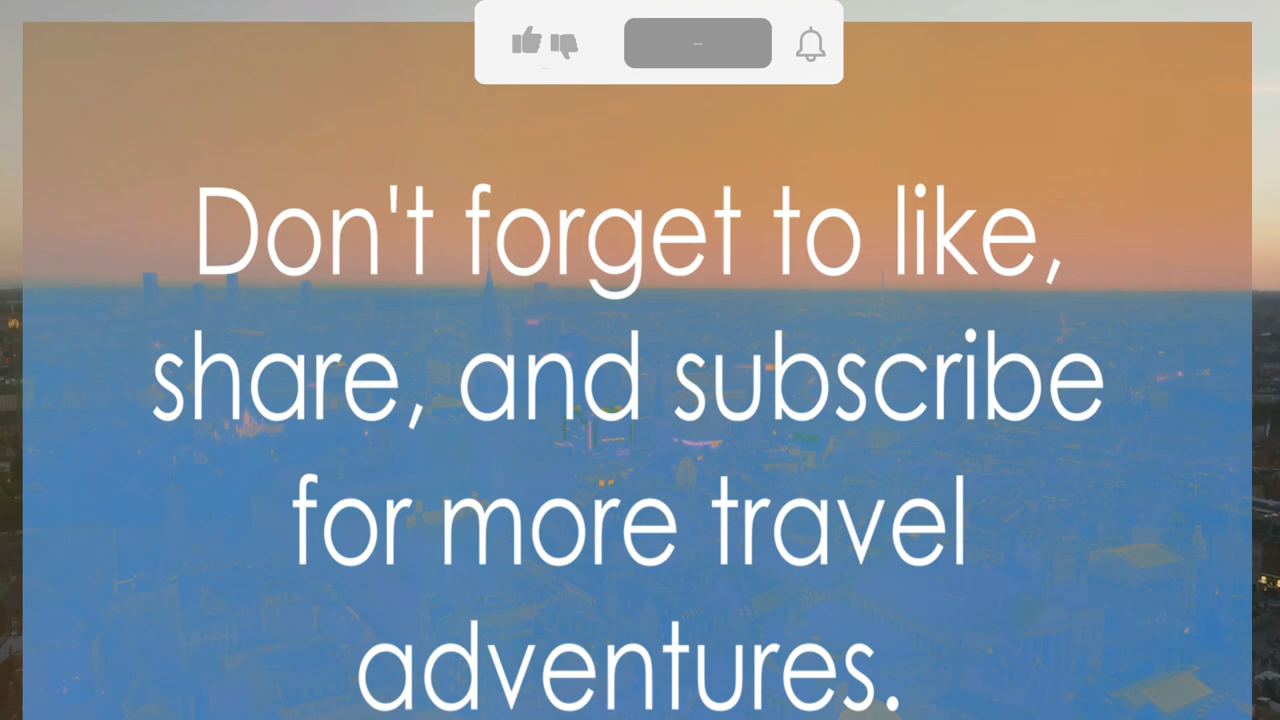 Don't forget to like,
share, and subscribe
for more travel
adventures.